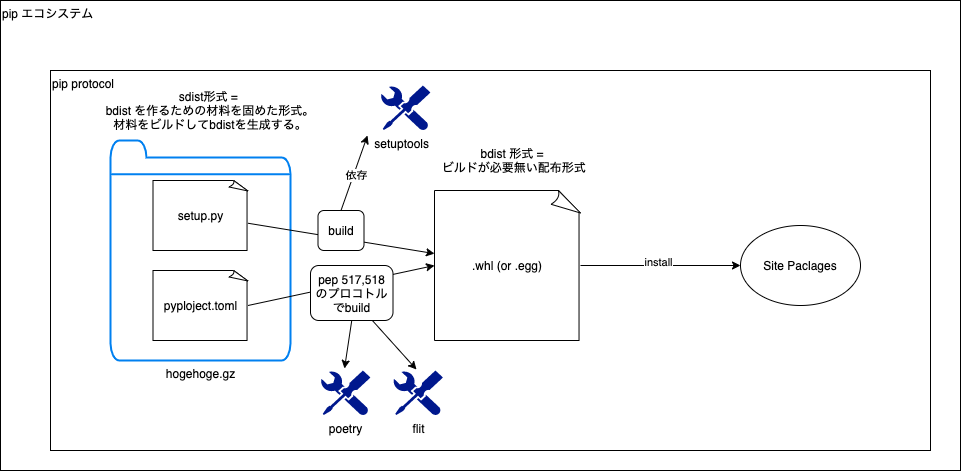 pip エコシステム
pip protocol
sdist形式 =
bdist を作るための材料を固めた形式。
材料をビルドしてbdistを生成する。
setuptools
依存
bdist 形式 =
ビルドが必要無い配布形式
setup.py
build
.whl (or .egg)
install
Site Paclages
pyploject.toml
pep 517,518
のプロコトル
でbuild
hogehoge.gz
poetry
flit